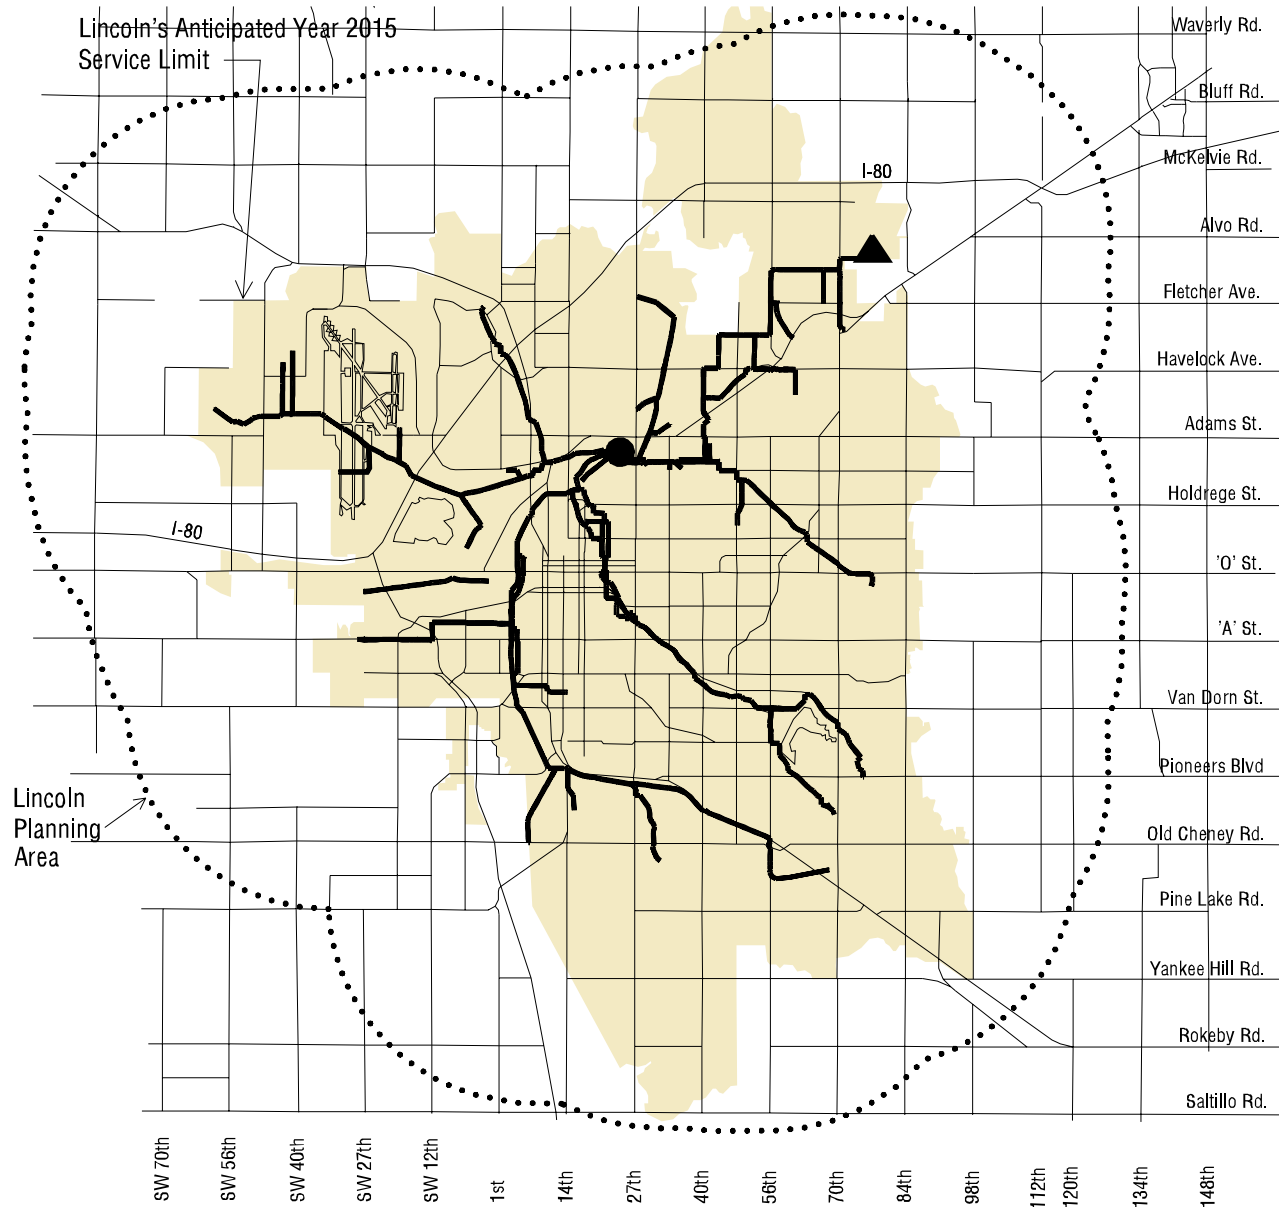 Lincoln's Anticipated Year 2015
Service Limit
Waverly Rd.
Bluff Rd.
McKelvie Rd.
I-80
Alvo Rd.
Fletcher Ave.
Havelock Ave.
Adams St.
Holdrege St.
I-80
'O' St.
'A' St.
Van Dorn St.
Pioneers Blvd
Lincoln
Planning
Area
Old Cheney Rd.
Pine Lake Rd.
Yankee Hill Rd.
Rokeby Rd.
Saltillo Rd.
SW 70th
SW 56th
SW 40th
SW 27th
SW 12th
1st
14th
27th
40th
56th
70th
84th
98th
112th
120th
134th
148th